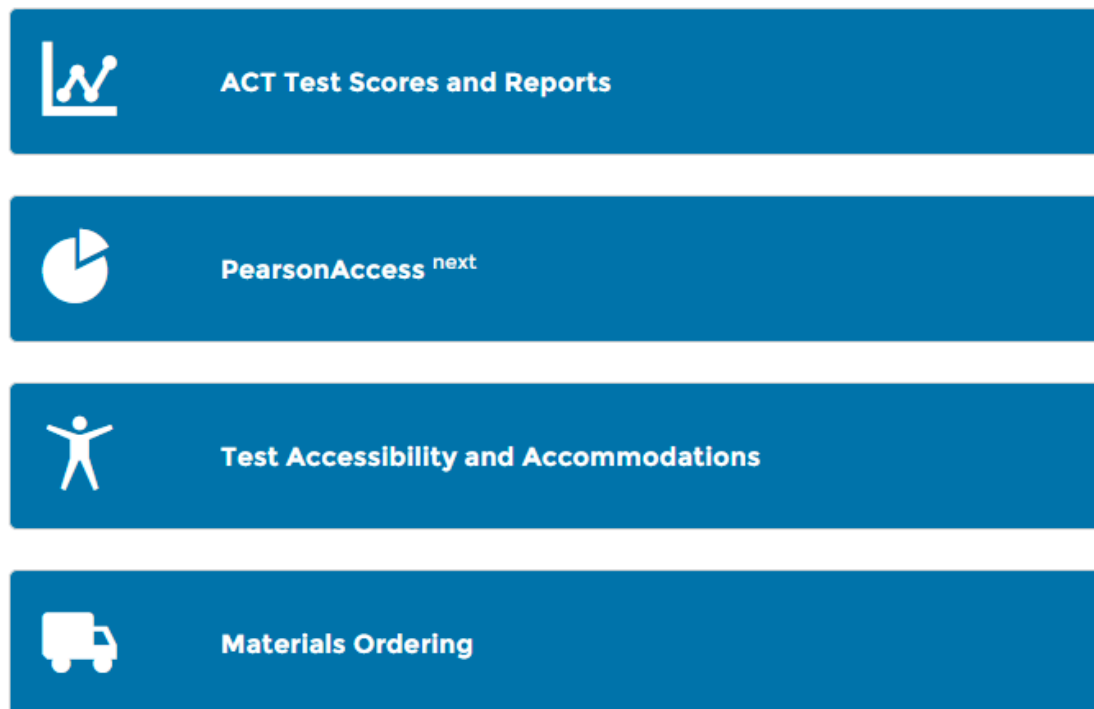 ACT Test Scores and Reports
PearsonAccess next
Test Accessibility and Accommodations
Materials Ordering